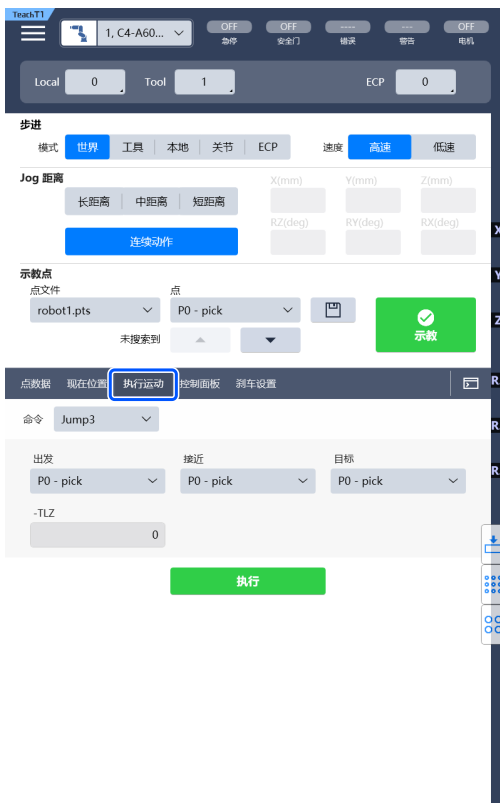 TeachT1
1, C4-A60... OFF OFF ---- --- OFF
急停 安全门 错误 警告 电机
Local 0 Tool 1 ECP 0
步进
模式 世界 工具 本地 关节 ECP 速度 高速 低速
Jog 距离
X(mm) Y(mm) Z(mm)
长距离 中距离 短距离
RZ(deg) RY(deg) RX(deg)
连续动作
示教点
点文件 点
robot1.pts P0 - pick
示教
未搜索到
点数据 现在位置 执行运动 控制面板 刹车设置
命令 Jump3
出发 接近 目标
P0 - pick P0 - pick P0 - pick
-TLZ
0
执行
X
Y
Z
R
R
R